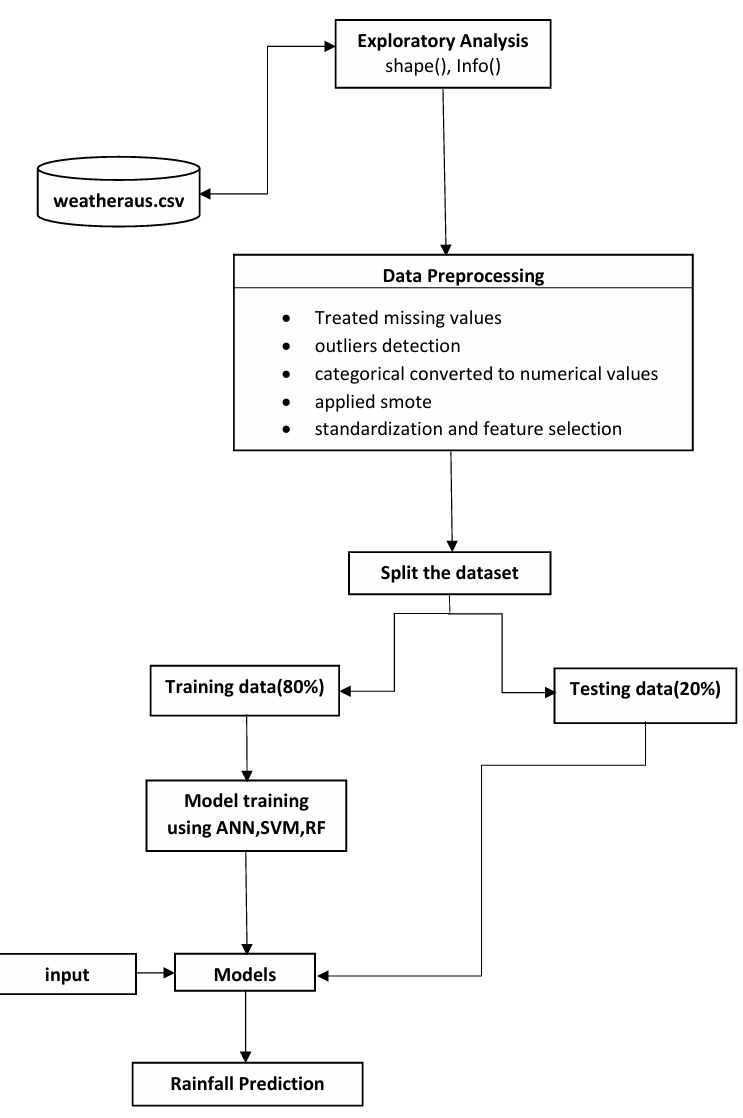 Exploratory Analysis
shape(), Info()
weatheraus.csv
Data Preprocessing
• Treated missing values
• outliers detection
• categorical converted to numerical values
• applied smote
• standardization and feature selection
Split the dataset
Training data(80%)
Testing data(20%)
Model training
using ANN,SVM,RF
input
Models
Rainfall Prediction